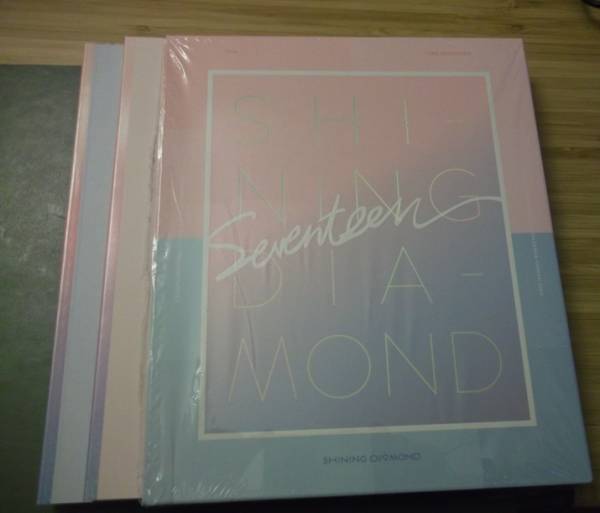 SHI-
NING
Seventeen
DIA-
MOND
SHINING DIAMOND